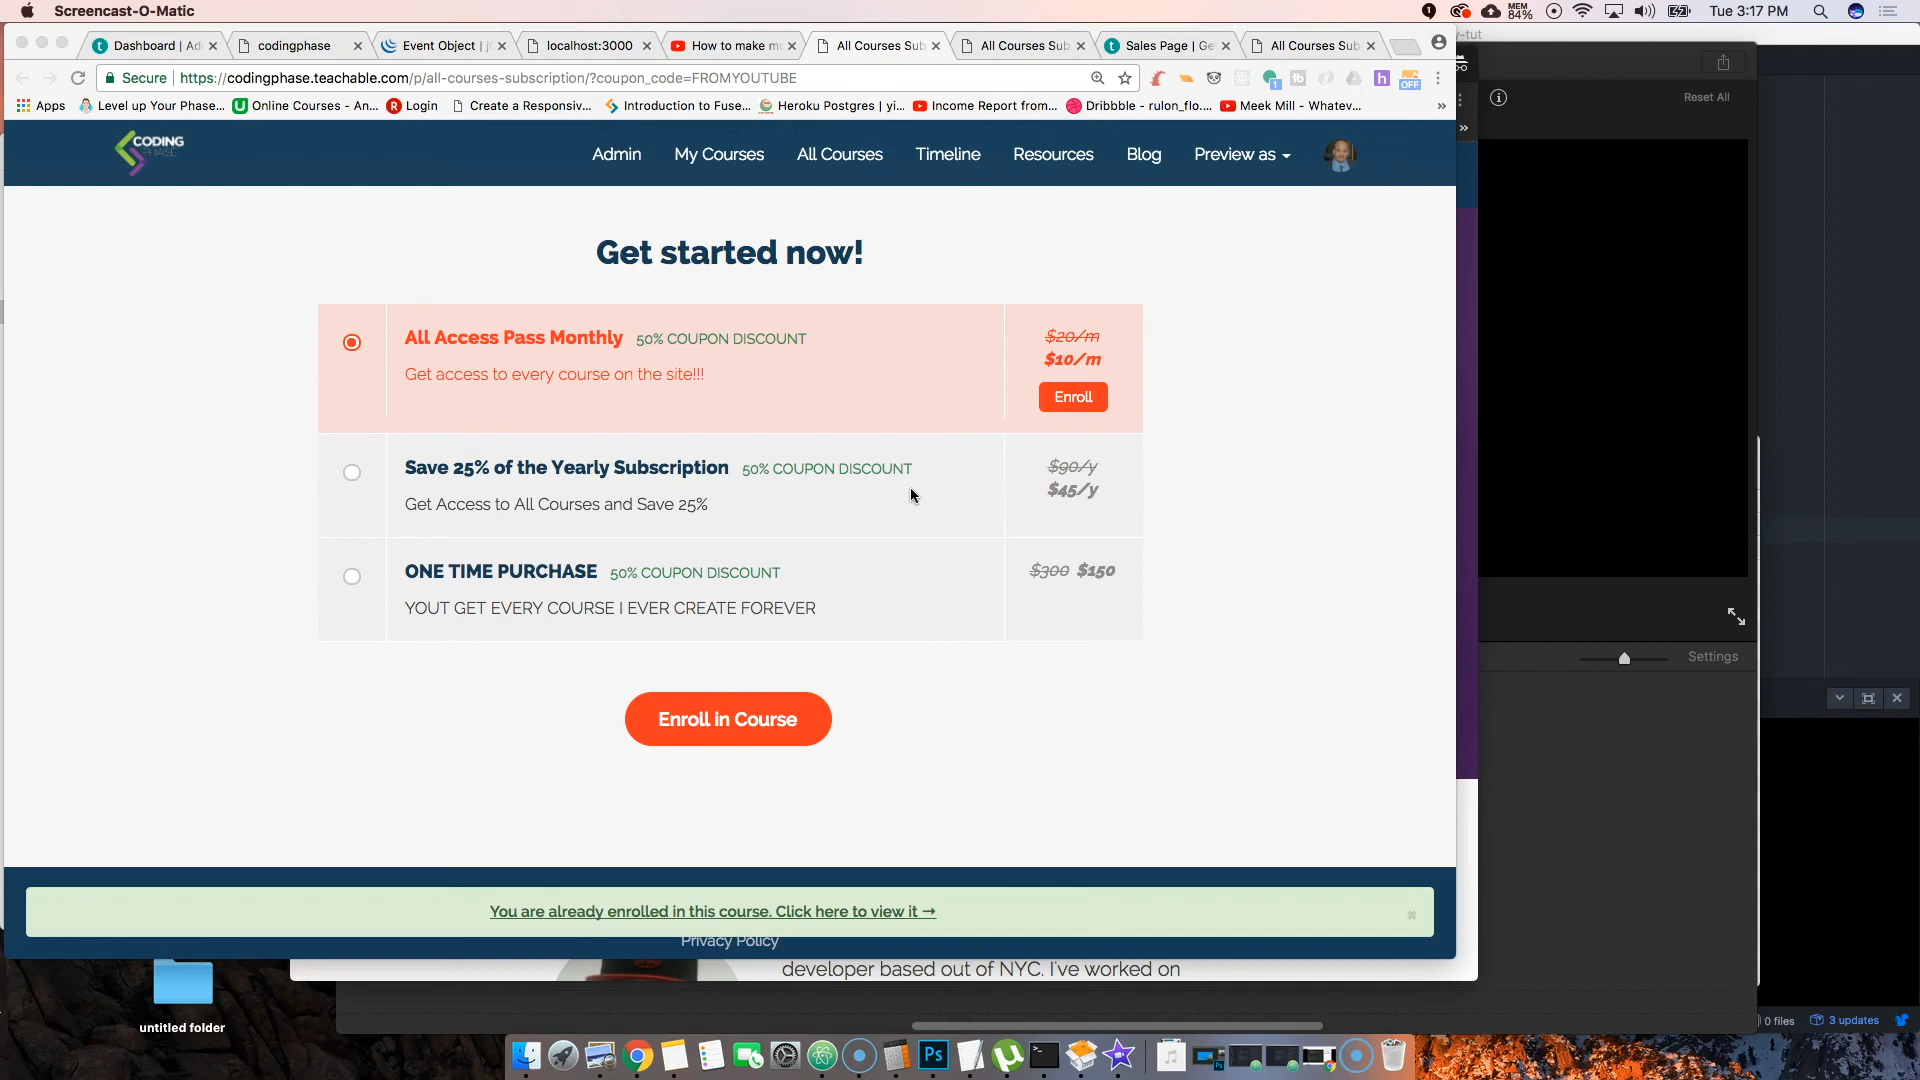 Screencast-O-Matic
MEM 84%
Tue 3:17 PM
Dashboard | Ad
codingphase
Event Object | j
localhost:3000
How to make m
All Courses Sub
All Courses Sub
Sales Page | Ge
All Courses Sub
y-tut
Secure
https://codingphase.teachable.com/p/all-courses-subscription/?coupon_code=FROMYOUTUBE
Reset All
Apps
Level up Your Phase...
Online Courses - An...
Login
Create a Responsiv...
Introduction to Fuse...
Heroku Postgres | yi...
Income Report from...
Dribbble - rulon_flo....
Meek Mill - Whatev...
OFF
CODING PHASE
Admin
My Courses
All Courses
Timeline
Resources
Blog
Preview as
Get started now!
All Access Pass Monthly 50% COUPON DISCOUNT
$20/m
$10/m
Get access to every course on the site!!!
Enroll
Save 25% of the Yearly Subscription 50% COUPON DISCOUNT
$90/y
$45/y
Get Access to All Courses and Save 25%
ONE TIME PURCHASE 50% COUPON DISCOUNT
$300 $150
YOUT GET EVERY COURSE I EVER CREATE FOREVER
Settings
Enroll in Course
You are already enrolled in this course. Click here to view it →
Privacy Policy
developer based out of NYC. I've worked on
untitled folder
0 files
3 updates
Ps